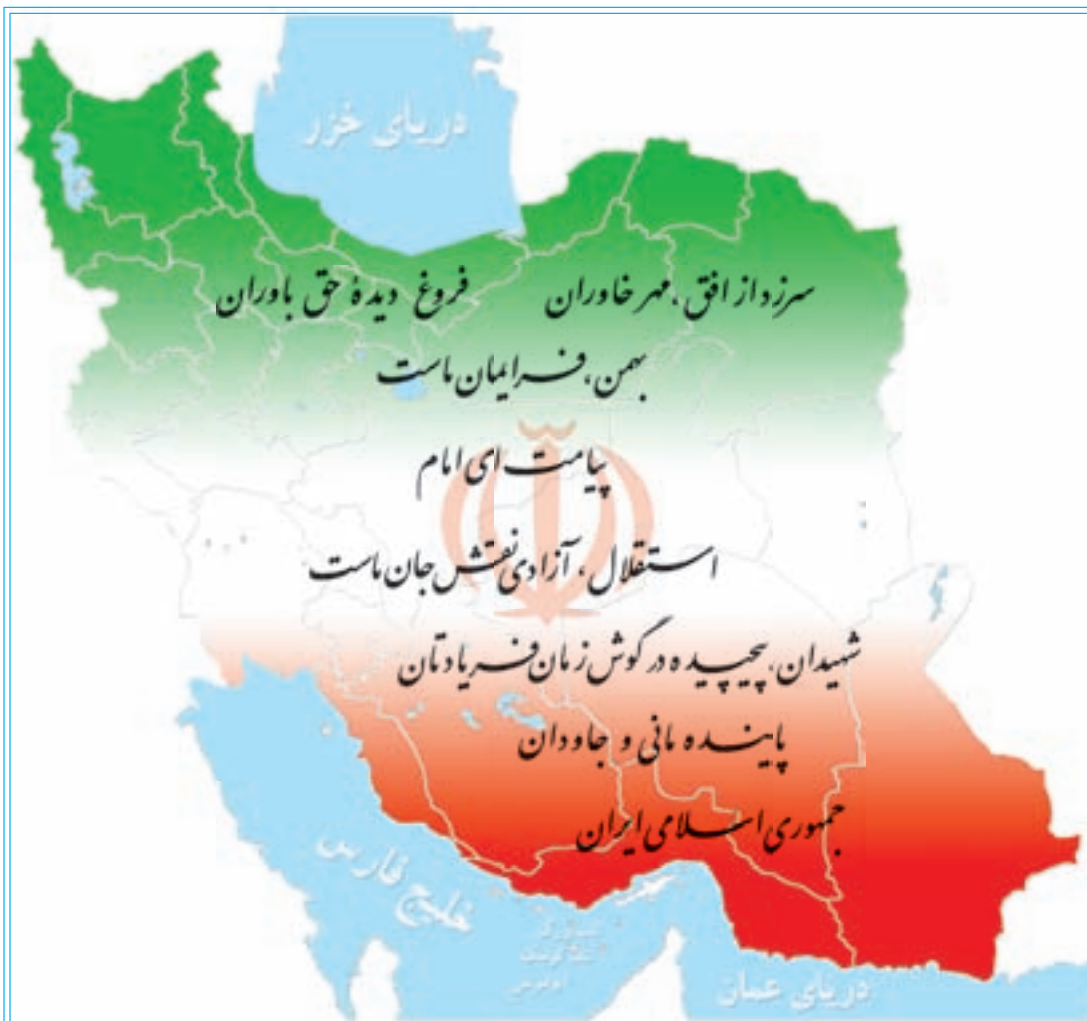 دریای خزر
سرزد از افق، مهر خاوران فروغ دیدهٔ حق باوران
بهمن، فر ایمان ماست
پیامت ای امام
استقلال، آزادی نقش جان ماست
شهیدان، پیچیده در گوش زمان فریادتان
پاینده مانی و جاودان
جمهوری اسلامی ایران
خلیج فارس
دریای عمان